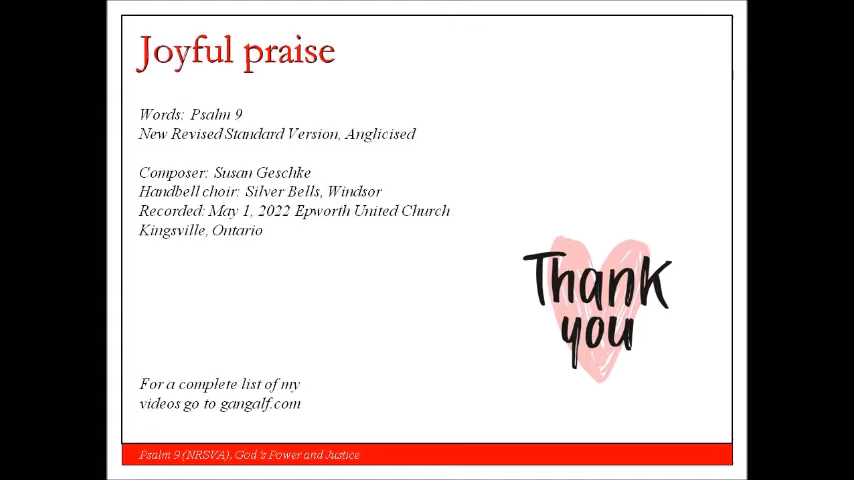 Joyful praise
Words: Psalm 9
New Revised Standard Version, Anglicised
Composer: Susan Geschke
Handbell choir: Silver Bells, Windsor
Recorded: May 1, 2022 Epworth United Church
Kingsville, Ontario
Thank
you
For a complete list of my
videos go to gangalf.com
Psalm 9 (NRSVA), God's Power and Justice